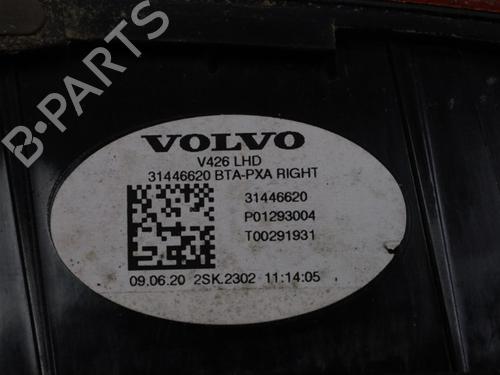 VOLVO
V426 LHD
31446620 BTA-PXA RIGHT
31446620
P01293004
T00291931
09.06.20 2SK.2302 11:14:05
B-PARTS